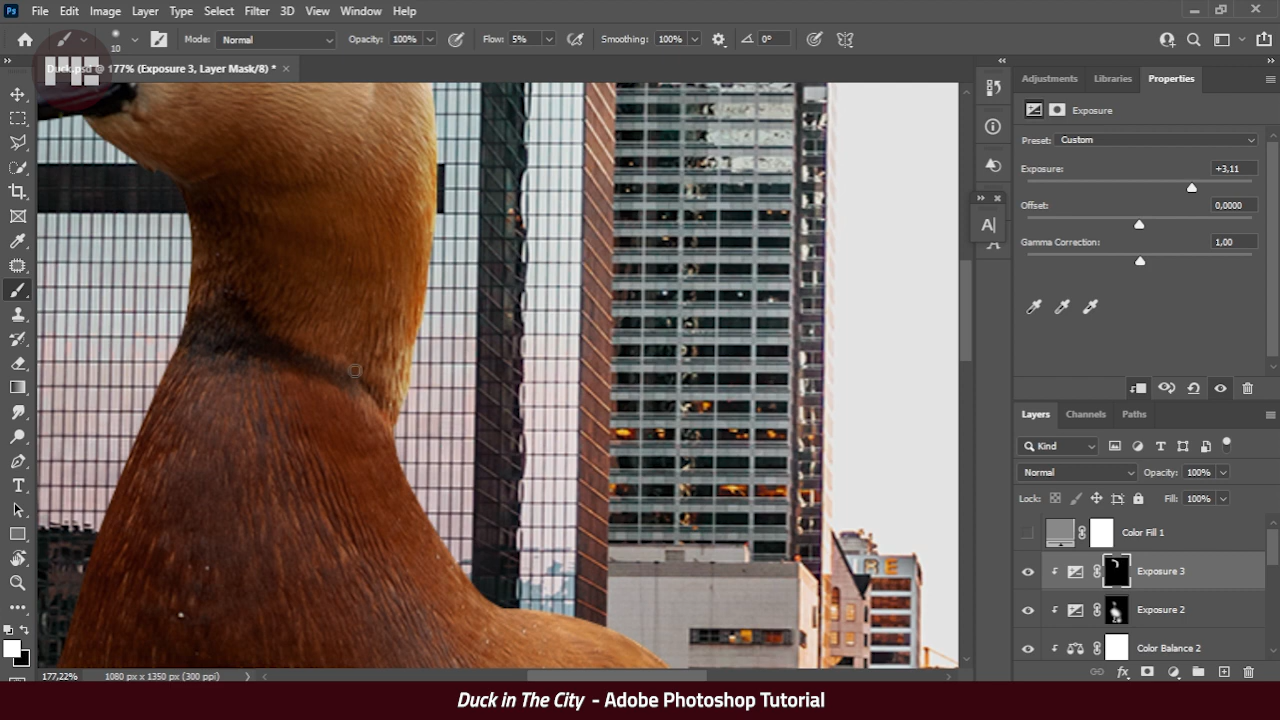 Ps File Edit Image Layer Type Select Filter 3D View Window Help
10 Mode: Normal Opacity: 100% Flow: 5% Smoothing: 100% 0°
Duck.psd @ 177% (Exposure 3, Layer Mask/8) * ×
Adjustments Libraries Properties
Exposure
Preset: Custom
Exposure: +3,11
Offset: 0,0000
Gamma Correction: 1,00
Layers Channels Paths
Kind
Normal Opacity: 100%
Lock: Fill: 100%
Color Fill 1
Exposure 3
Exposure 2
Color Balance 2
177,22% 1080 px x 1350 px (300 ppi)
Duck in The City - Adobe Photoshop Tutorial